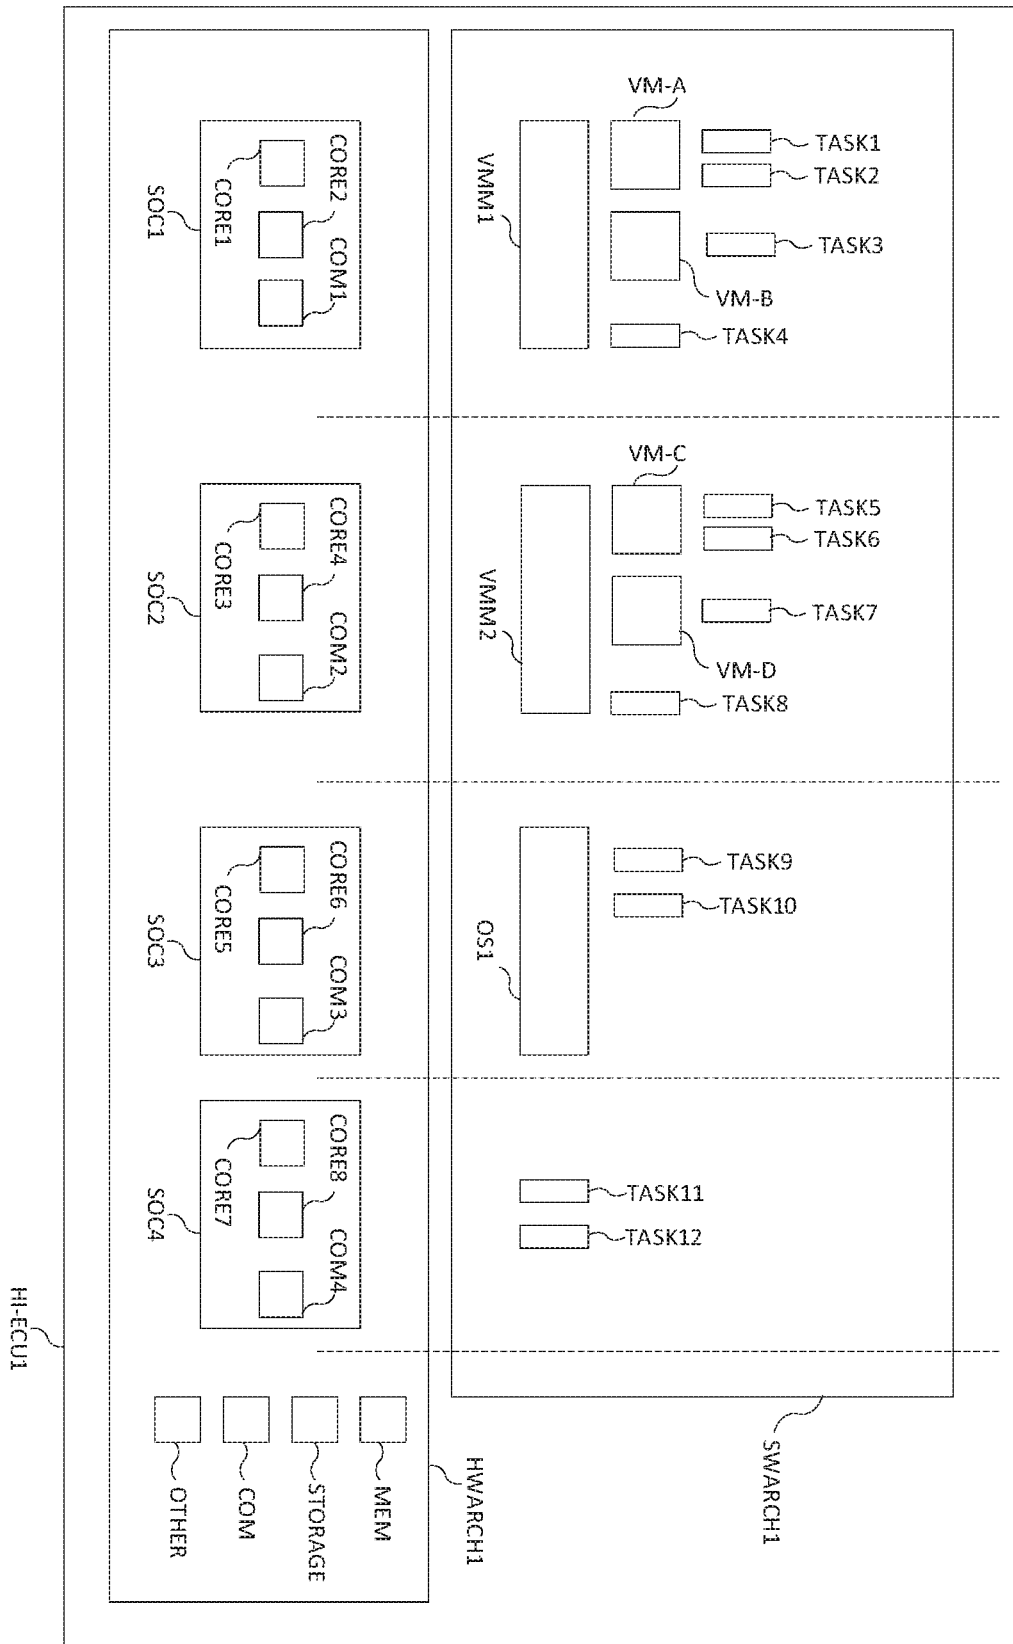 VM-A
TASK1
TASK2
TASK3
VM-B
TASK4
VMM1
CORE2
COM1
CORE1
SOC1
VM-C
TASK5
TASK6
TASK7
VM-D
TASK8
VMM2
CORE4
COM2
CORE3
SOC2
TASK9
TASK10
OS1
CORE6
COM3
CORE5
SOC3
TASK11
TASK12
CORE8
COM4
CORE7
SOC4
SWARCH1
HWARCH1
MEM
STORAGE
COM
OTHER
HI-ECU1